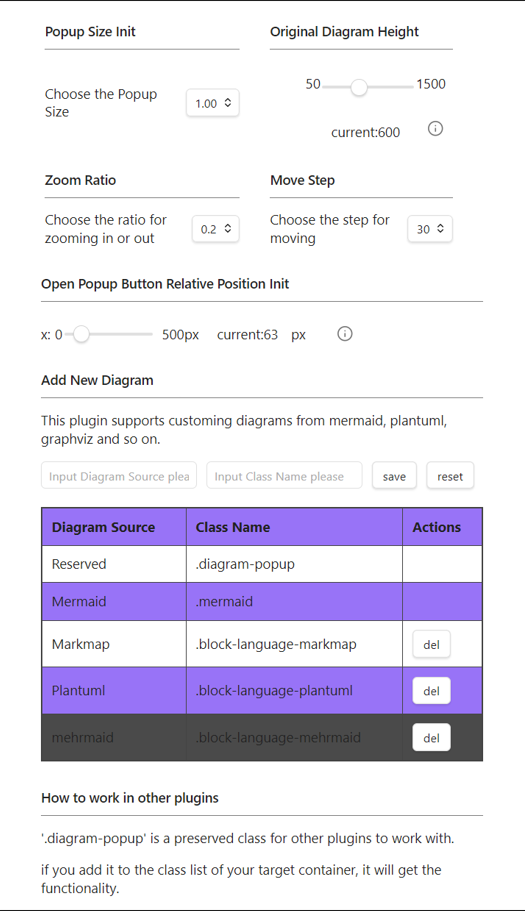 Popup Size Init
Original Diagram Height
Choose the Popup
Size
1.00
50
1500
current:600
Zoom Ratio
Move Step
Choose the ratio for
zooming in or out
0.2
Choose the step for
moving
30
Open Popup Button Relative Position Init
x: 0 500px current:63 px
Add New Diagram
This plugin supports customing diagrams from mermaid, plantuml,
graphviz and so on.
Input Diagram Source plea Input Class Name please save reset
Diagram Source Class Name Actions
Reserved .diagram-popup
Mermaid .mermaid
Markmap .block-language-markmap del
Plantuml .block-language-plantuml del
mehrmaid .block-language-mehrmaid del
How to work in other plugins
'.diagram-popup' is a preserved class for other plugins to work with.
if you add it to the class list of your target container, it will get the
functionality.